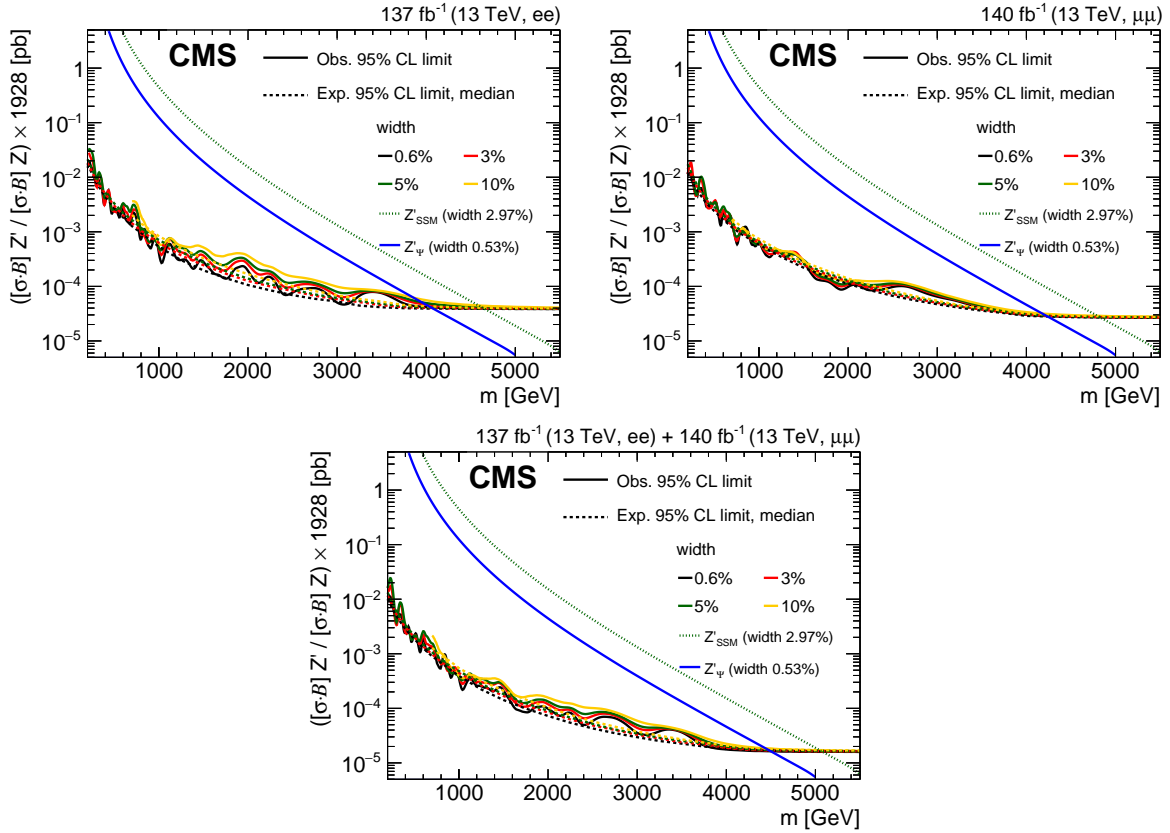 137 fb⁻¹ (13 TeV, ee)
([σ·B] Z' / [σ·B] Z) × 1928 [pb]
CMS
Obs. 95% CL limit
Exp. 95% CL limit, median
width
0.6% 3%
5% 10%
Z'SSM (width 2.97%)
Z'Ψ (width 0.53%)
1
10⁻¹
10⁻²
10⁻³
10⁻⁴
10⁻⁵
1000 2000 3000 4000 5000
m [GeV]
140 fb⁻¹ (13 TeV, μμ)
([σ·B] Z' / [σ·B] Z) × 1928 [pb]
CMS
Obs. 95% CL limit
Exp. 95% CL limit, median
width
0.6% 3%
5% 10%
Z'SSM (width 2.97%)
Z'Ψ (width 0.53%)
1
10⁻¹
10⁻²
10⁻³
10⁻⁴
10⁻⁵
1000 2000 3000 4000 5000
m [GeV]
137 fb⁻¹ (13 TeV, ee) + 140 fb⁻¹ (13 TeV, μμ)
([σ·B] Z' / [σ·B] Z) × 1928 [pb]
CMS
Obs. 95% CL limit
Exp. 95% CL limit, median
width
0.6% 3%
5% 10%
Z'SSM (width 2.97%)
Z'Ψ (width 0.53%)
1
10⁻¹
10⁻²
10⁻³
10⁻⁴
10⁻⁵
1000 2000 3000 4000 5000
m [GeV]